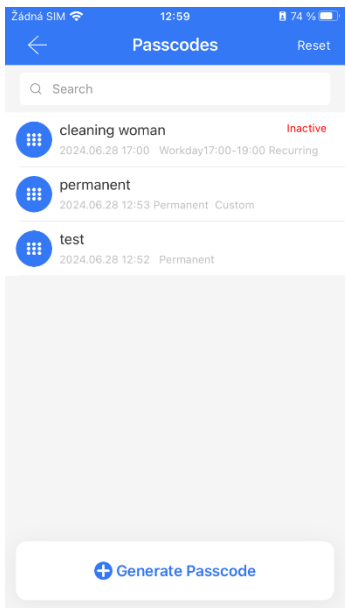 Žádná SIM 12:59 74 %
Passcodes Reset
Search
cleaning woman Inactive
2024.06.28 17:00 Workday17:00-19:00 Recurring
permanent
2024.06.28 12:53 Permanent Custom
test
2024.06.28 12:52 Permanent
Generate Passcode